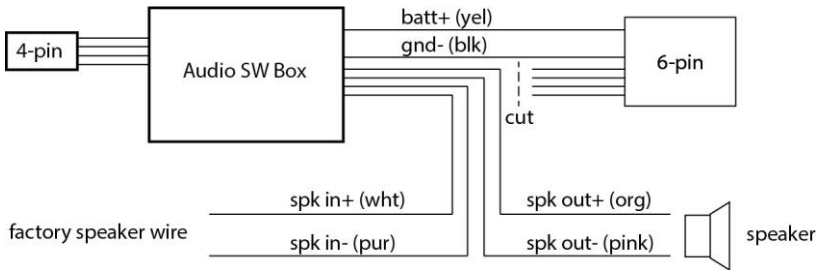 batt+ (yel)
4-pin
Audio SW Box
gnd- (blk)
6-pin
cut
spk in+ (wht)
spk out+ (org)
factory speaker wire
speaker
spk in- (pur)
spk out- (pink)